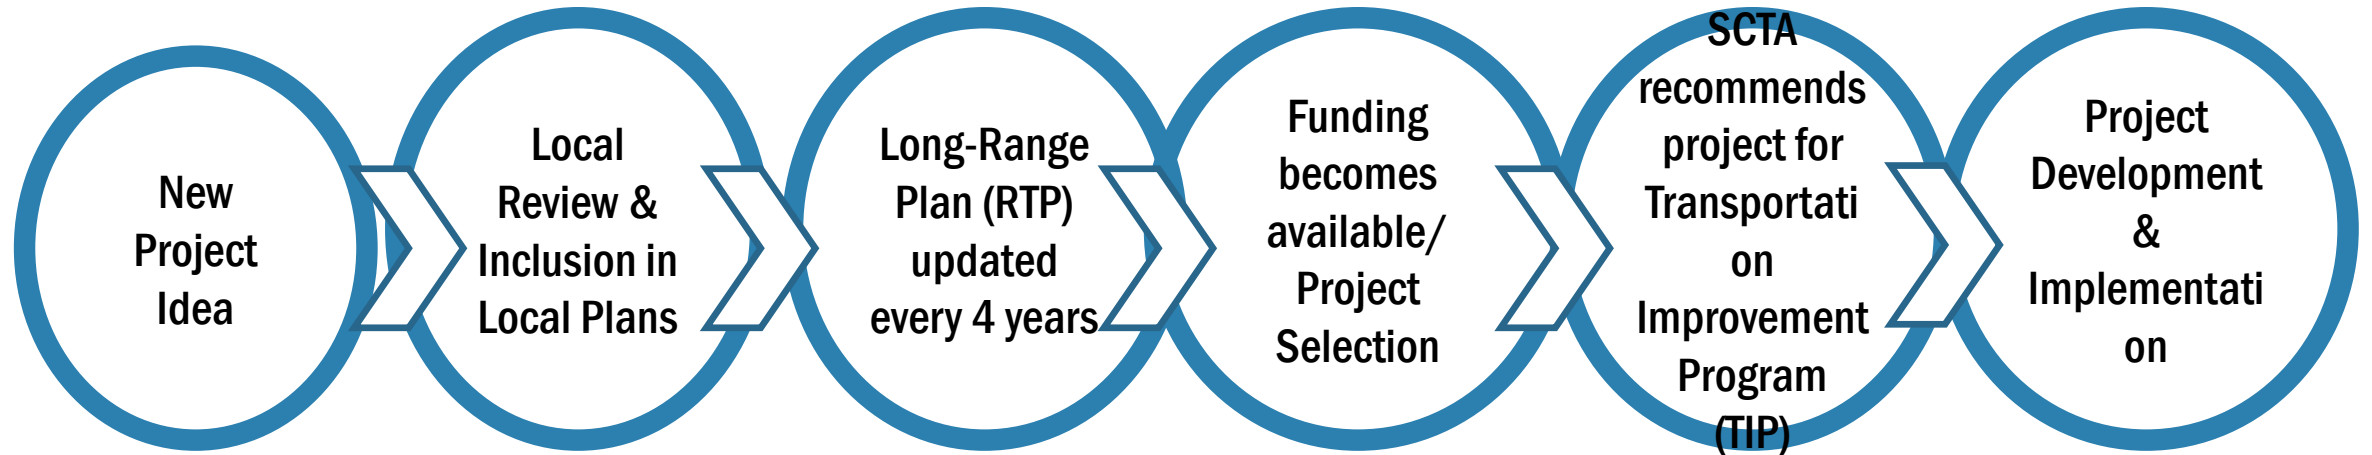 New
Project
Idea
Local
Review &
Inclusion in
Local Plans
Long-Range
Plan (RTP)
updated
every 4 years
Funding
becomes
available/
Project
Selection
SCTA
recommends
project for
Transportati
on
Improvement
Program
(TIP)
Project
Development
&
Implementati
on